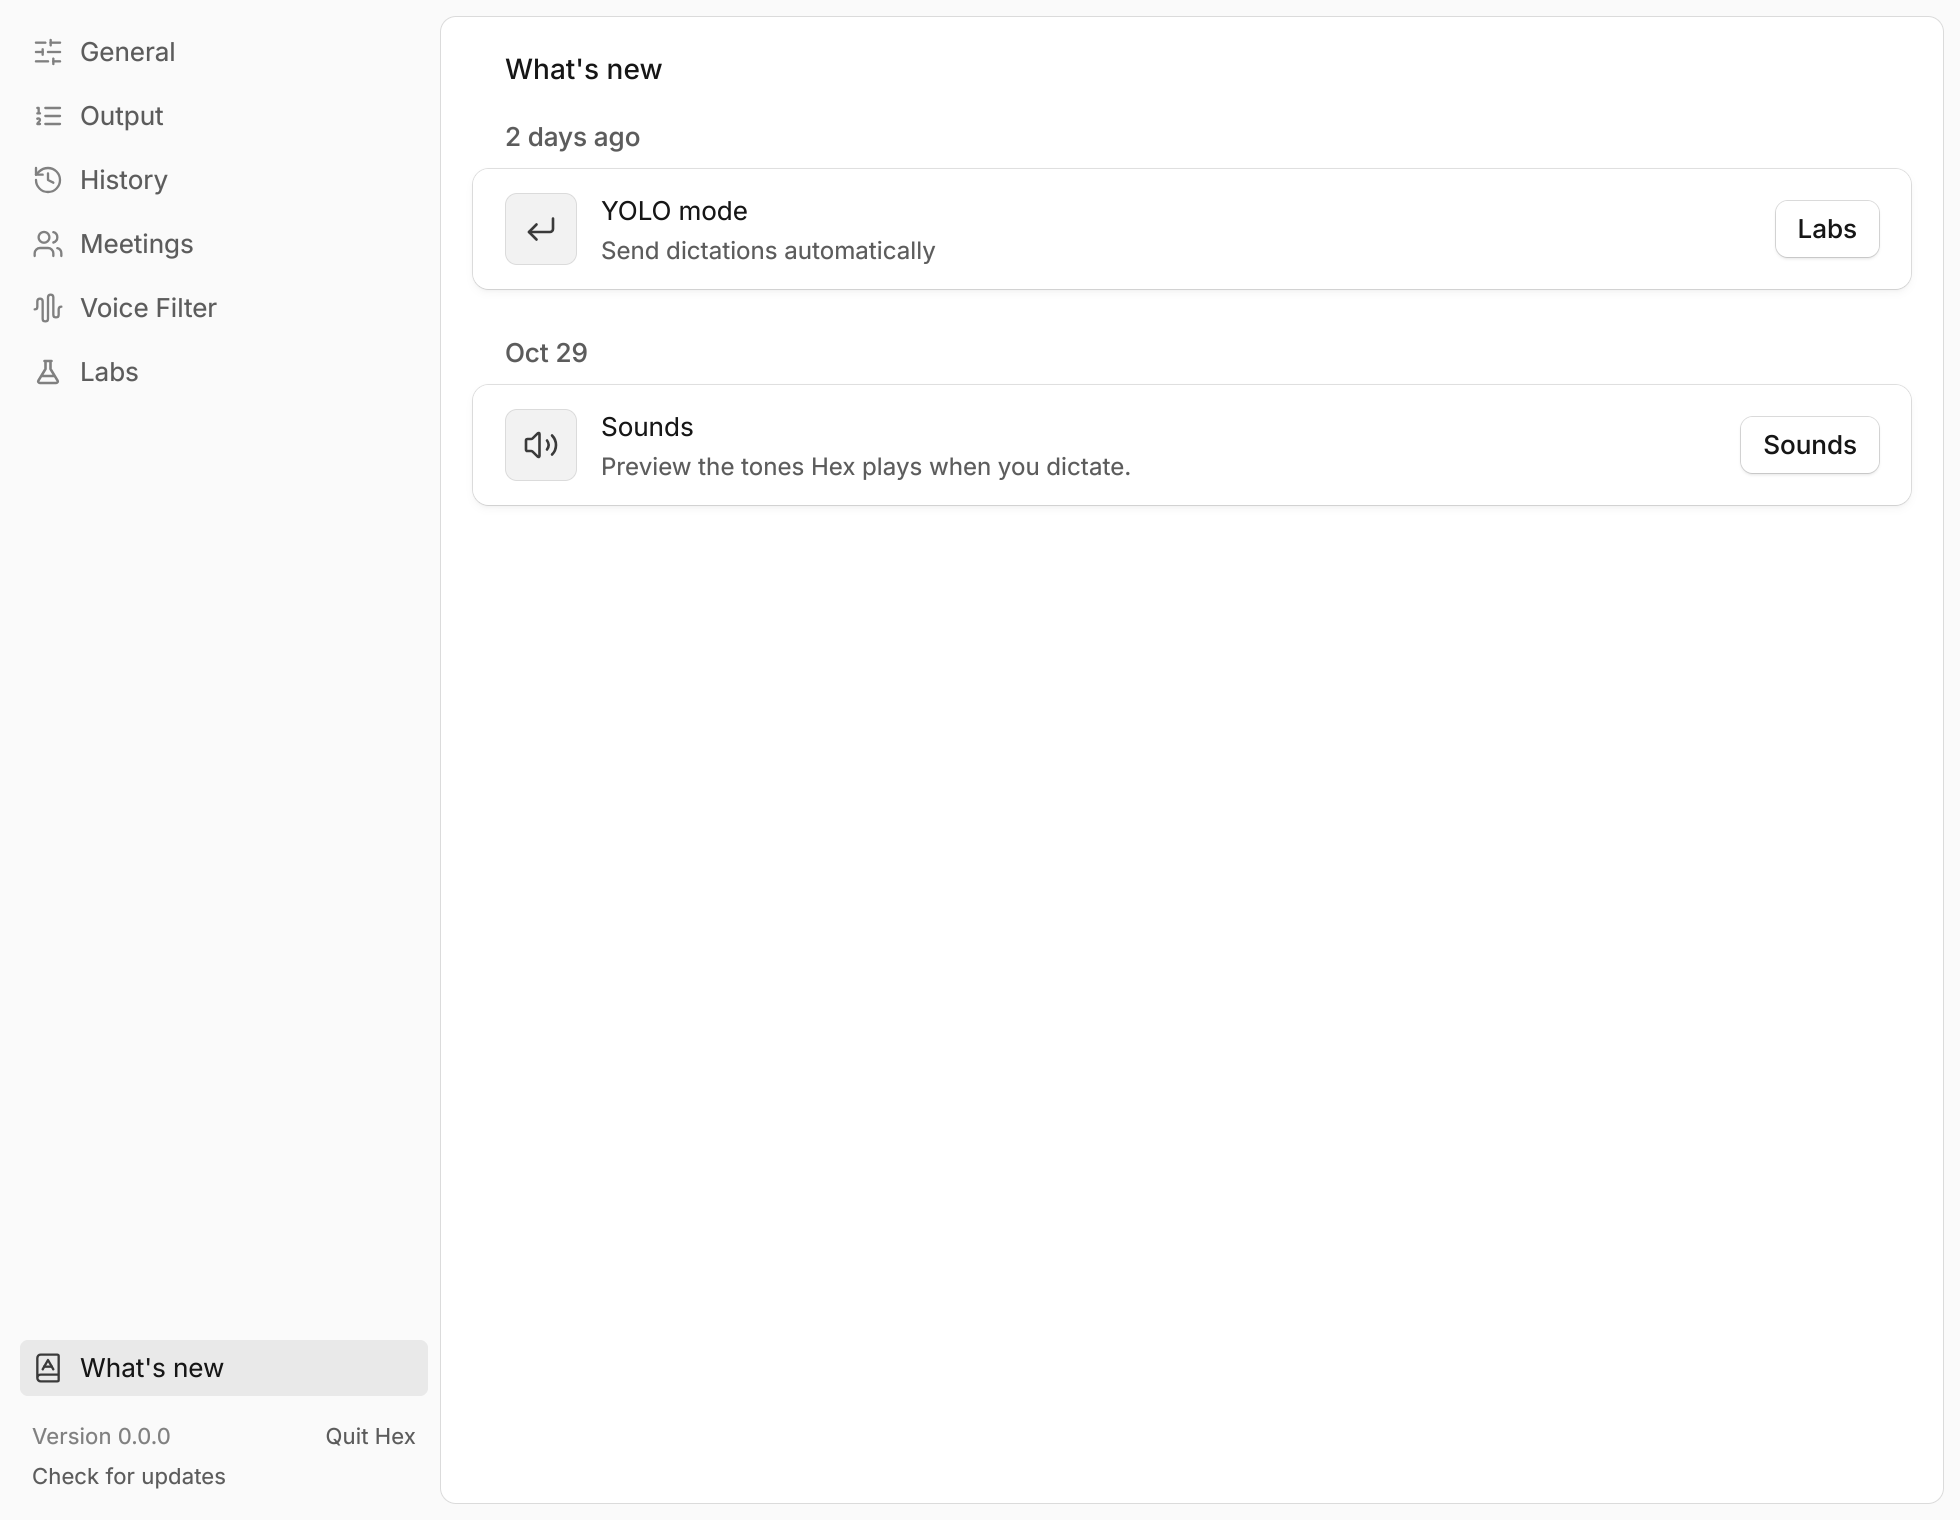 General
Output
History
Meetings
Voice Filter
Labs
What's new
Version 0.0.0
Quit Hex
Check for updates
What's new
2 days ago
YOLO mode
Send dictations automatically
Labs
Oct 29
Sounds
Preview the tones Hex plays when you dictate.
Sounds